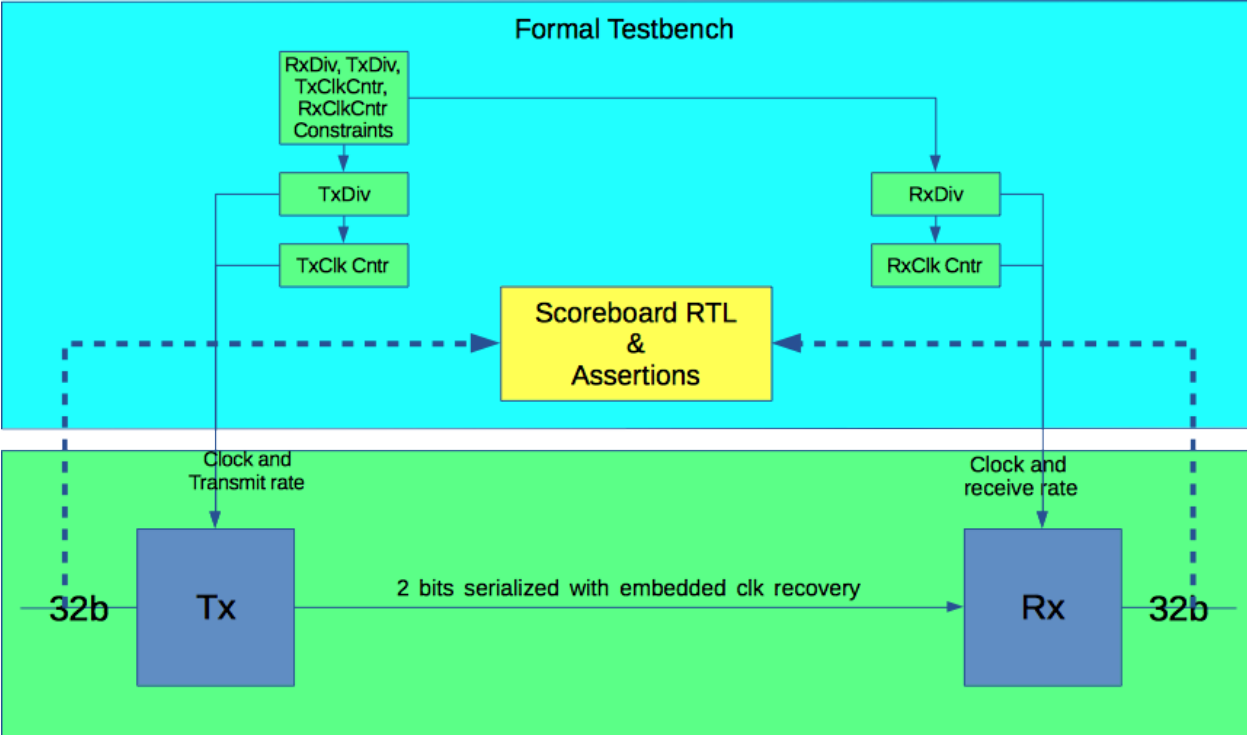 Formal Testbench
RxDiv, TxDiv,
TxClkCntr,
RxClkCntr
Constraints
TxDiv
RxDiv
TxClk Cntr
RxClk Cntr
Scoreboard RTL
&
Assertions
Clock and
Transmit rate
Clock and
receive rate
32b
Tx
2 bits serialized with embedded clk recovery
Rx
32b